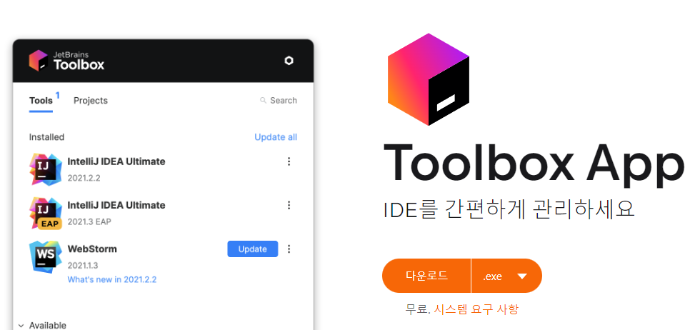 JetBrains
Toolbox
Tools 1
Projects
Search
Installed
Update all
IJ
IntelliJ IDEA Ultimate
2021.2.2
IJ
EAP
IntelliJ IDEA Ultimate
2021.3 EAP
WS
WebStorm
2021.1.3
Update
What's new in 2021.2.2
Available
Toolbox App
IDE를 간편하게 관리하세요
다운로드
.exe
무료, 시스템 요구 사항